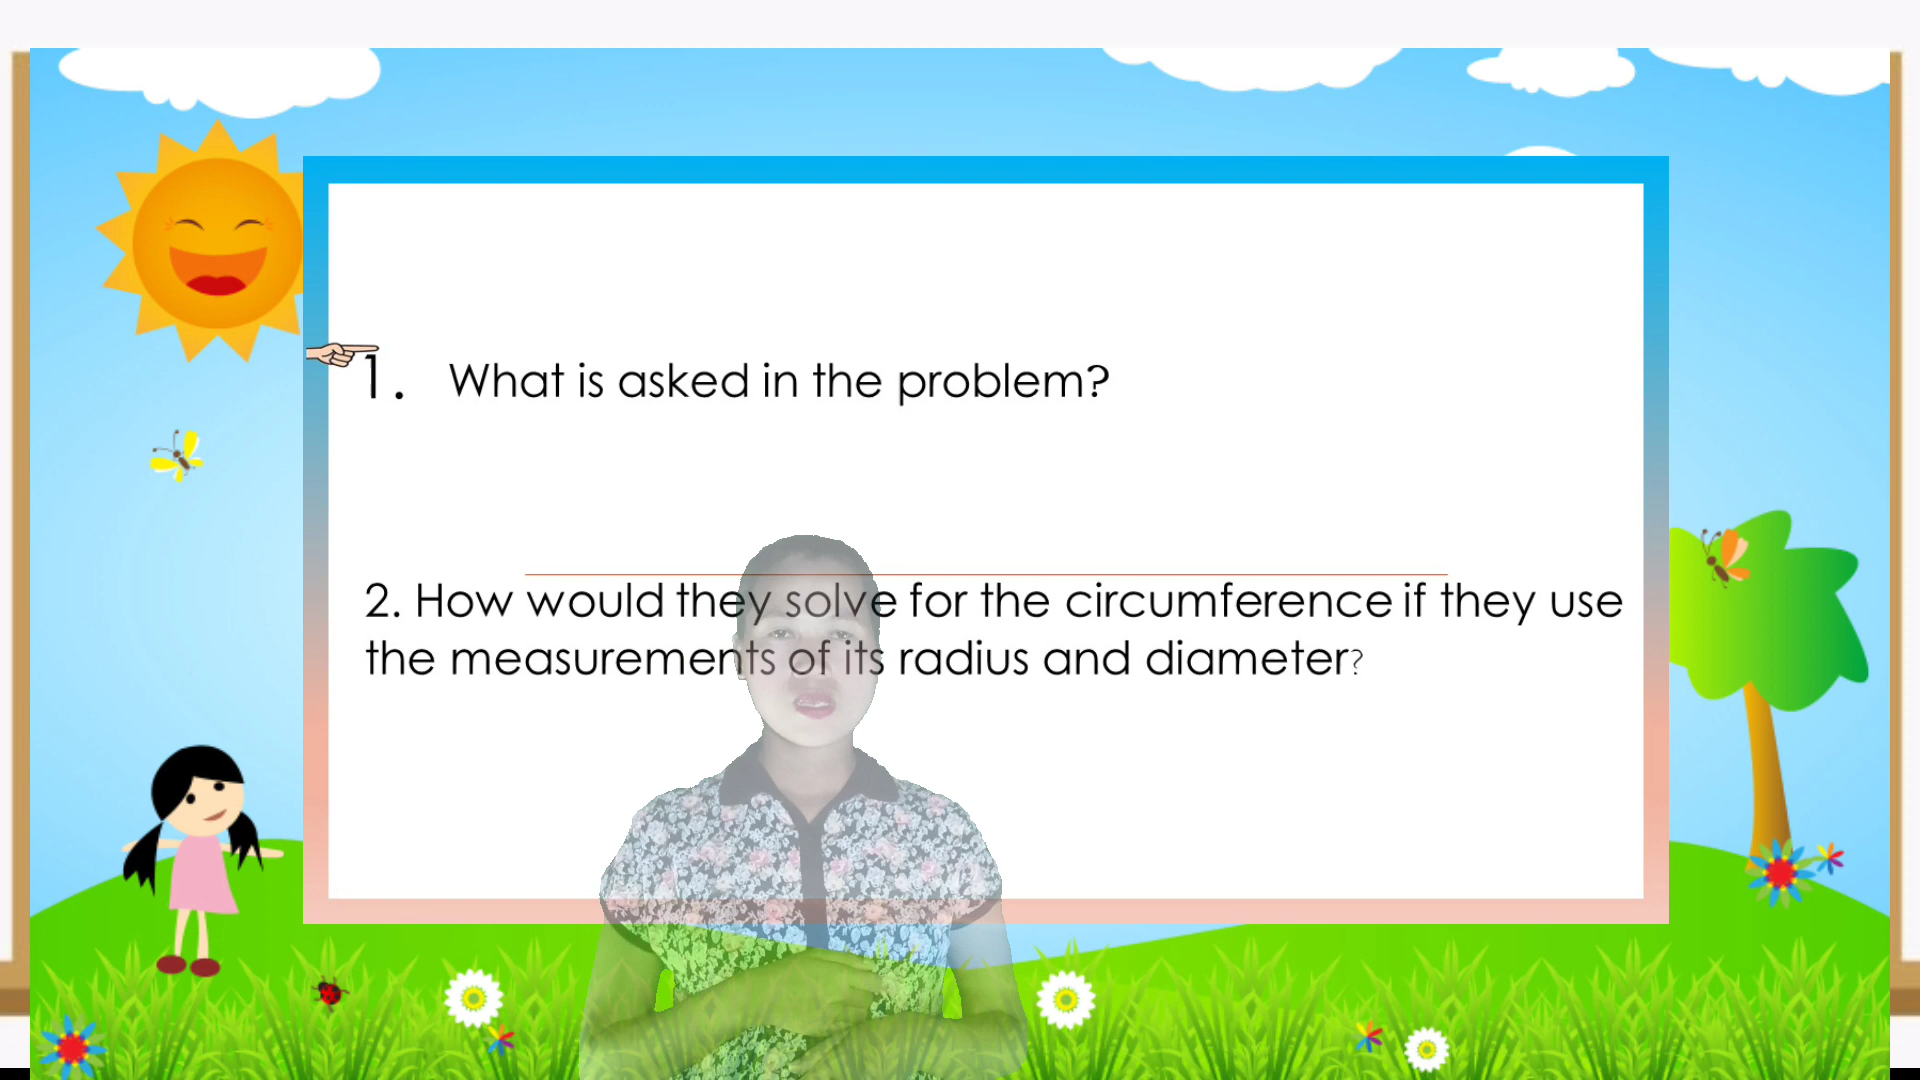 1. What is asked in the problem?
2. How would they solve for the circumference if they use
the measurements of its radius and diameter?